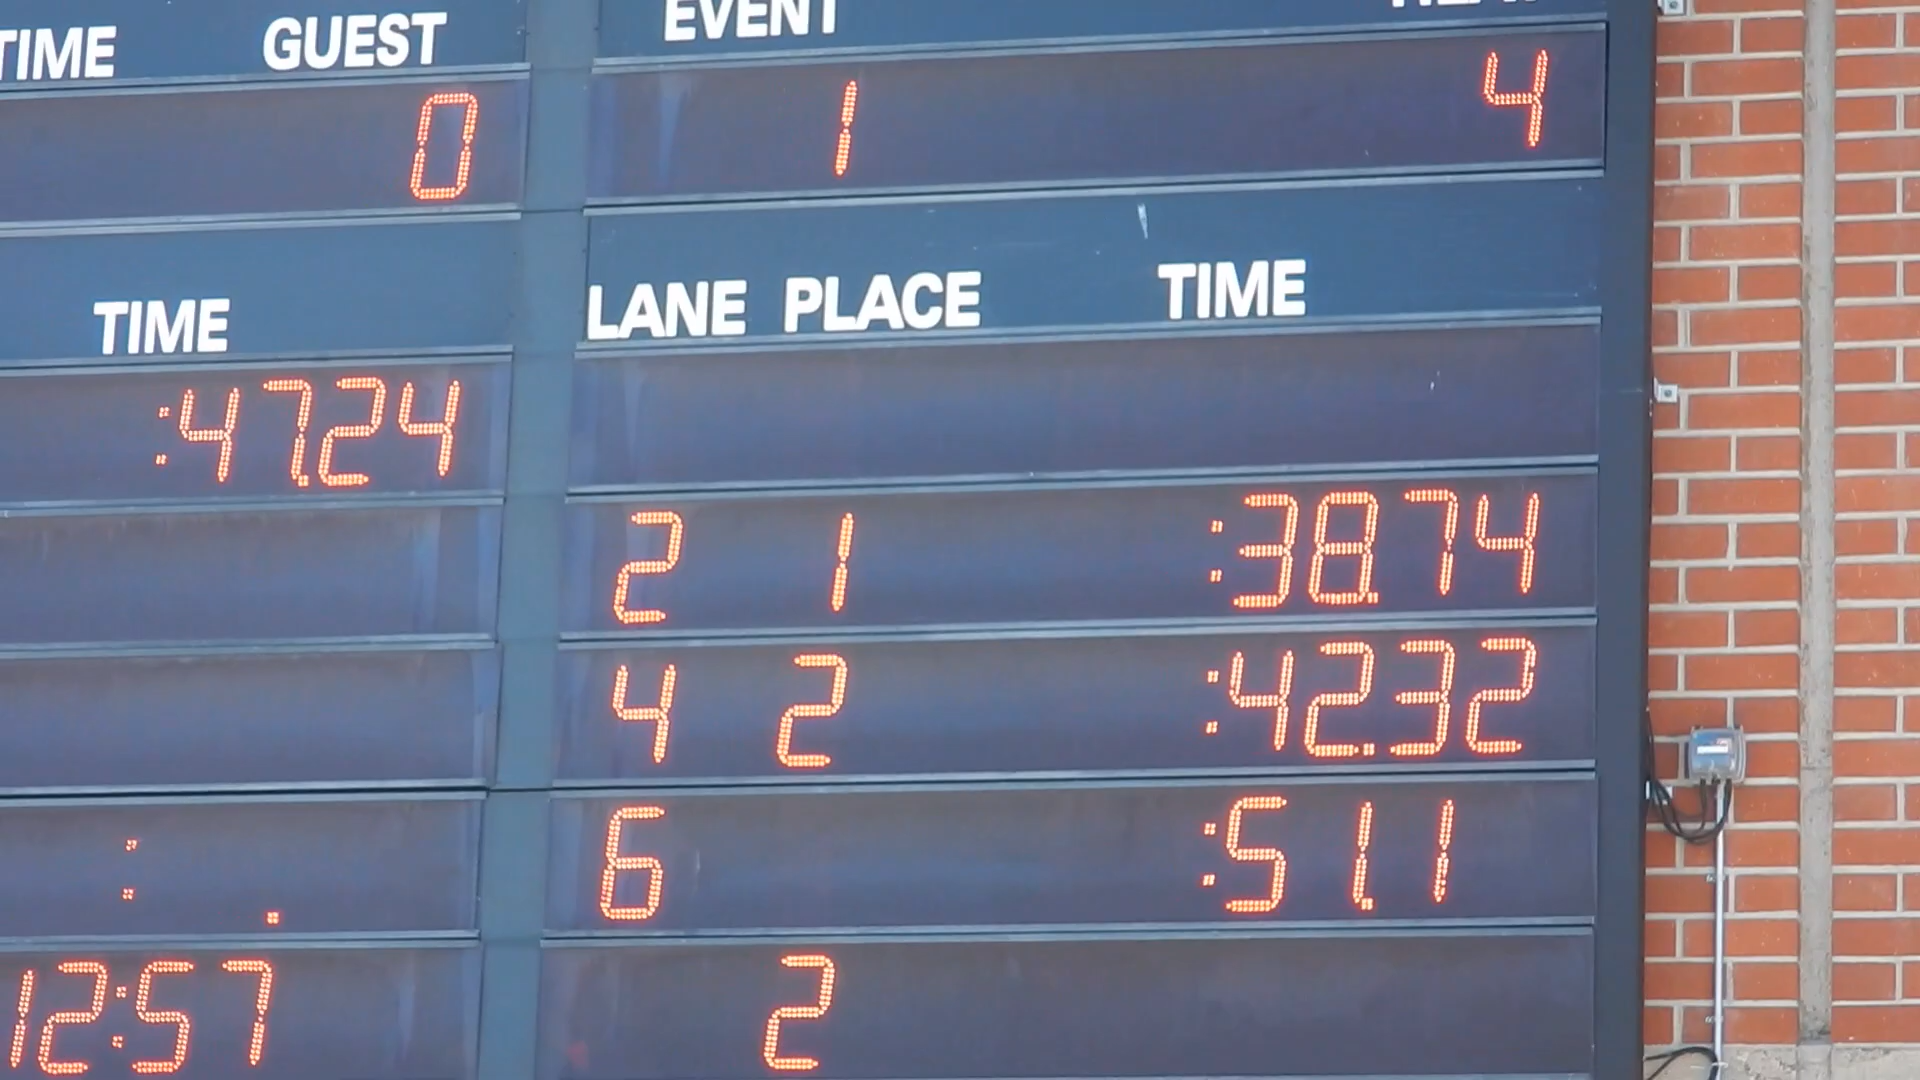 TIME GUEST EVENT
0 1 4
TIME LANE PLACE TIME
:47.24
2 1 :38.74
4 2 :42.32
: . 6 :51.1
12:57 2